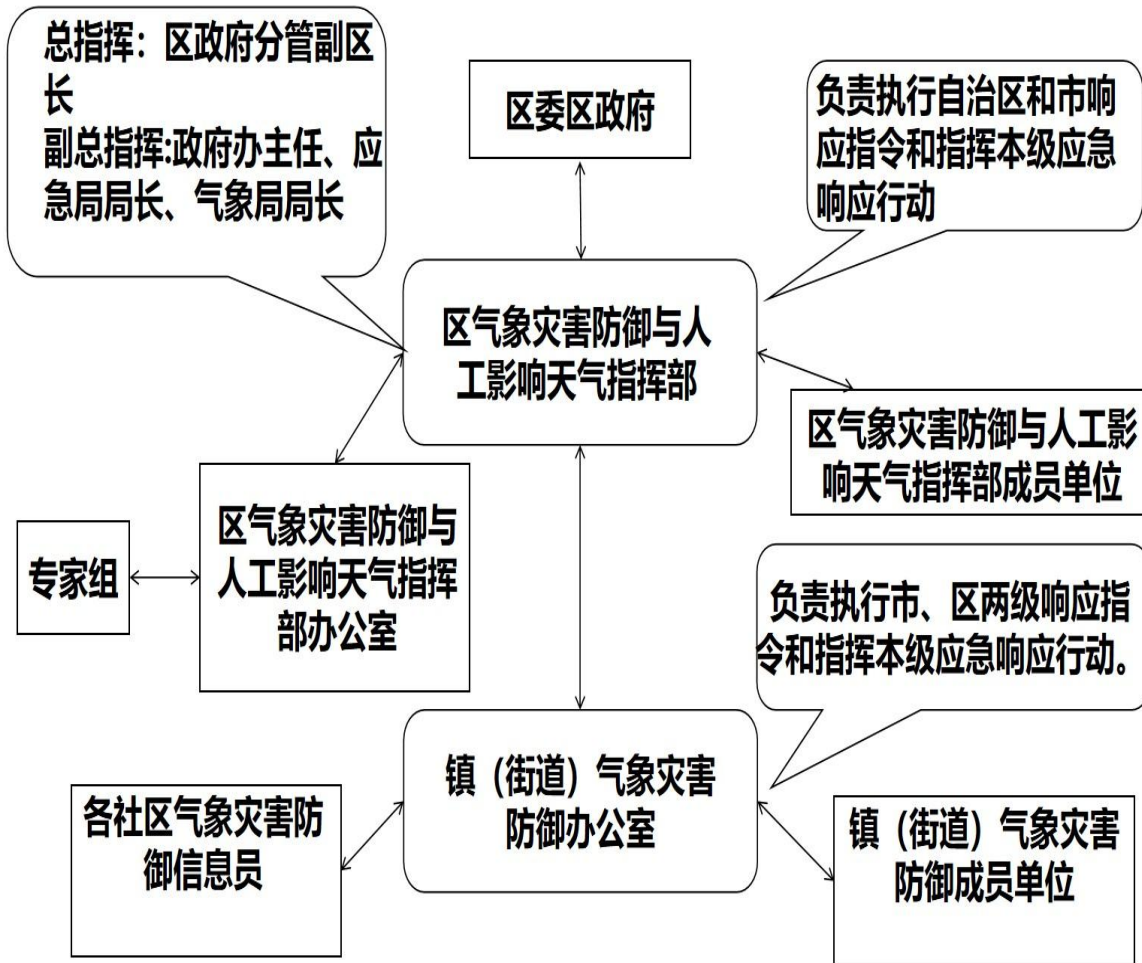 总指挥：区政府分管副区
长
副总指挥:政府办主任、应
急局局长、气象局局长
区委区政府
负责执行自治区和市响
应指令和指挥本级应急
响应行动
区气象灾害防御与人
工影响天气指挥部
区气象灾害防御与人工影
响天气指挥部成员单位
区气象灾害防御与
人工影响天气指挥
部办公室
专家组
负责执行市、区两级响应指
令和指挥本级应急响应行动。
镇（街道）气象灾害
防御办公室
各社区气象灾害防
御信息员
镇（街道）气象灾害
防御成员单位